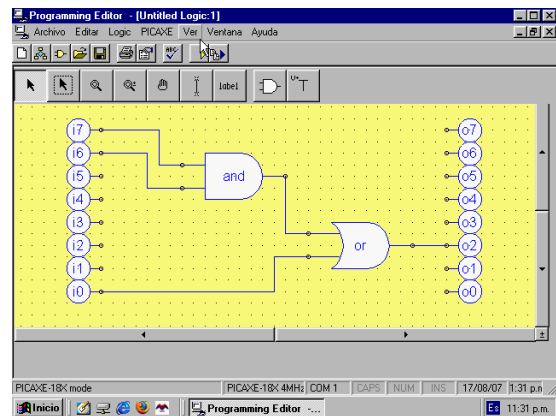 Programming Editor - [Untitled Logic:1]
Archivo Editar Logic PICAXE Ver Ventana Ayuda
label
i7 o7
i6 o6
i5 and o5
i4 o4
i3 o3
i2 or o2
i1 o1
i0 o0
PICAXE-18X mode PICAXE-18X 4MHz COM 1 CAPS NUM INS 17/08/07 1:31 p.n
Inicio Programming Editor -... Es 11:31 p.m.